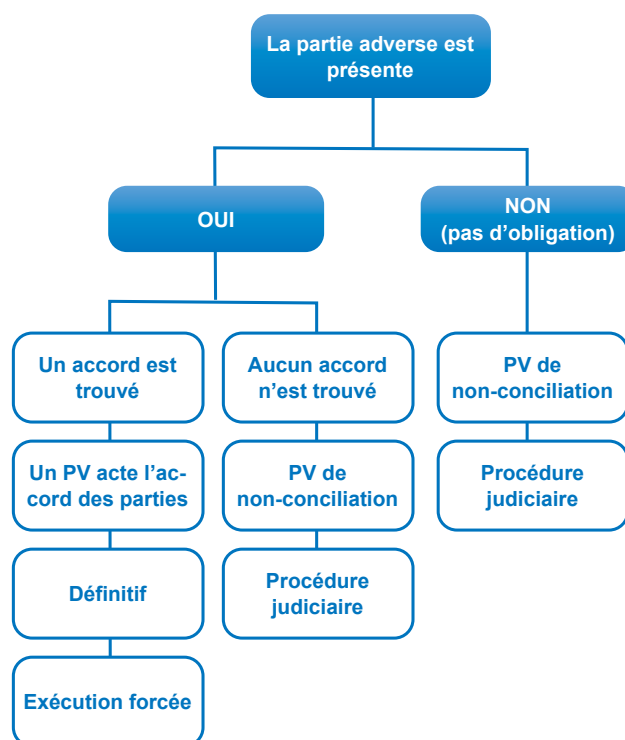 La partie adverse est
présente
OUI
NON
(pas d'obligation)
Un accord est
trouvé
Aucun accord
n'est trouvé
PV de
non-conciliation
Un PV acte l'ac-
cord des parties
PV de
non-conciliation
Procédure
judiciaire
Définitif
Procédure
judiciaire
Exécution forcée